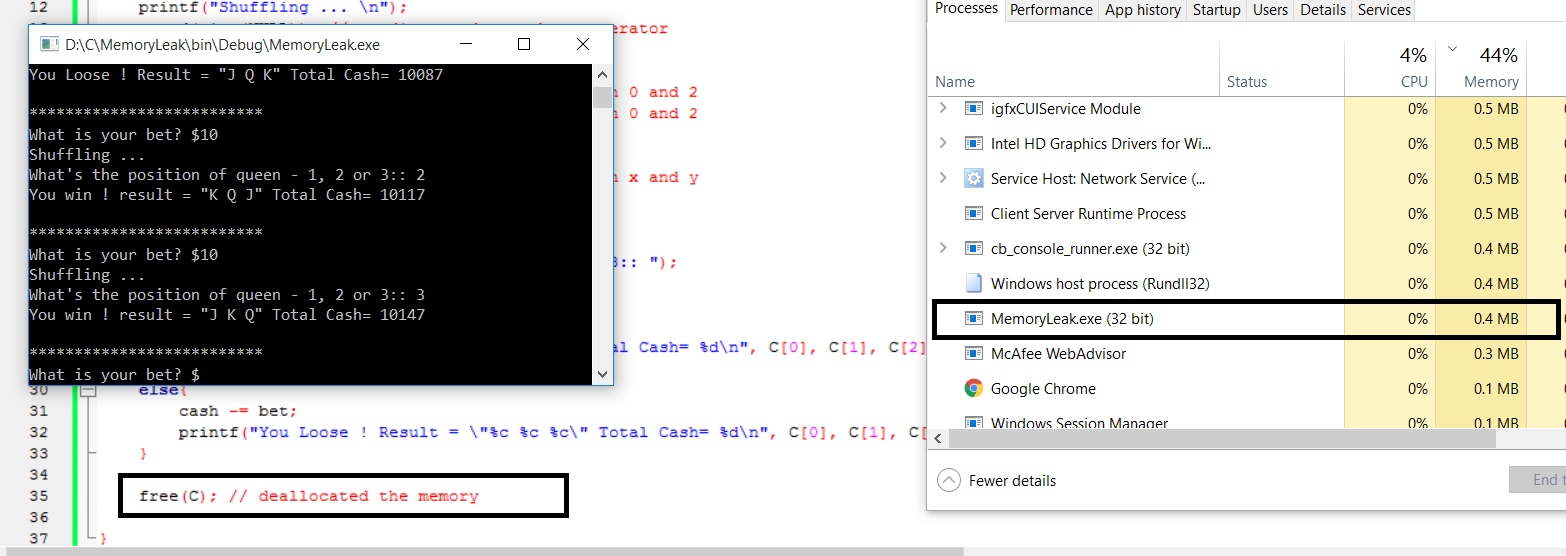 12 printf("Shuffling ... \n");
erator
D:\C\MemoryLeak\bin\Debug\MemoryLeak.exe
You Loose ! Result = "J Q K" Total Cash= 10087
**************************
What is your bet? $10
Shuffling ...
What's the position of queen - 1, 2 or 3:: 2
You win ! result = "K Q J" Total Cash= 10117
**************************
What is your bet? $10
Shuffling ...
What's the position of queen - 1, 2 or 3:: 3
You win ! result = "J K Q" Total Cash= 10147
**************************
What is your bet? $
n 0 and 2
n 0 and 2
n x and y
3:: ");
al Cash= %d\n", C[0], C[1], C[2]
30 else{
31 cash -= bet;
32 printf("You Loose ! Result = \"%c %c %c\" Total Cash= %d\n", C[0], C[1], C[
33 }
34
35 free(C); // deallocated the memory
36
37 }
Processes Performance App history Startup Users Details Services
4% 44%
Name Status CPU Memory
igfxCUIService Module 0% 0.5 MB
Intel HD Graphics Drivers for Wi... 0% 0.5 MB
Service Host: Network Service (... 0% 0.5 MB
Client Server Runtime Process 0% 0.5 MB
cb_console_runner.exe (32 bit) 0% 0.4 MB
Windows host process (Rundll32) 0% 0.4 MB
MemoryLeak.exe (32 bit) 0% 0.4 MB
McAfee WebAdvisor 0% 0.3 MB
Google Chrome 0% 0.1 MB
Windows Session Manager 0% 0.1 MB
Fewer details
End t